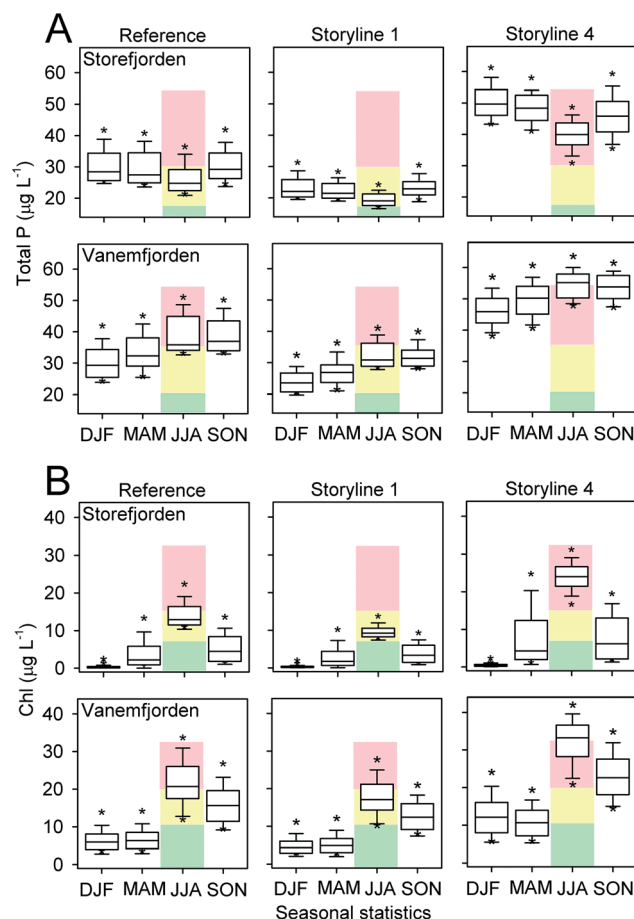 A
Reference Storyline 1 Storyline 4
Storefjorden
60
50
40
30
20
Total P (µg L⁻¹)
Vanemfjorden
60
50
40
30
20
DJF MAM JJA SON DJF MAM JJA SON DJF MAM JJA SON
B
Reference Storyline 1 Storyline 4
Storefjorden
40
30
20
10
0
Chl (µg L⁻¹)
Vanemfjorden
40
30
20
10
0
DJF MAM JJA SON DJF MAM JJA SON DJF MAM JJA SON
Seasonal statistics